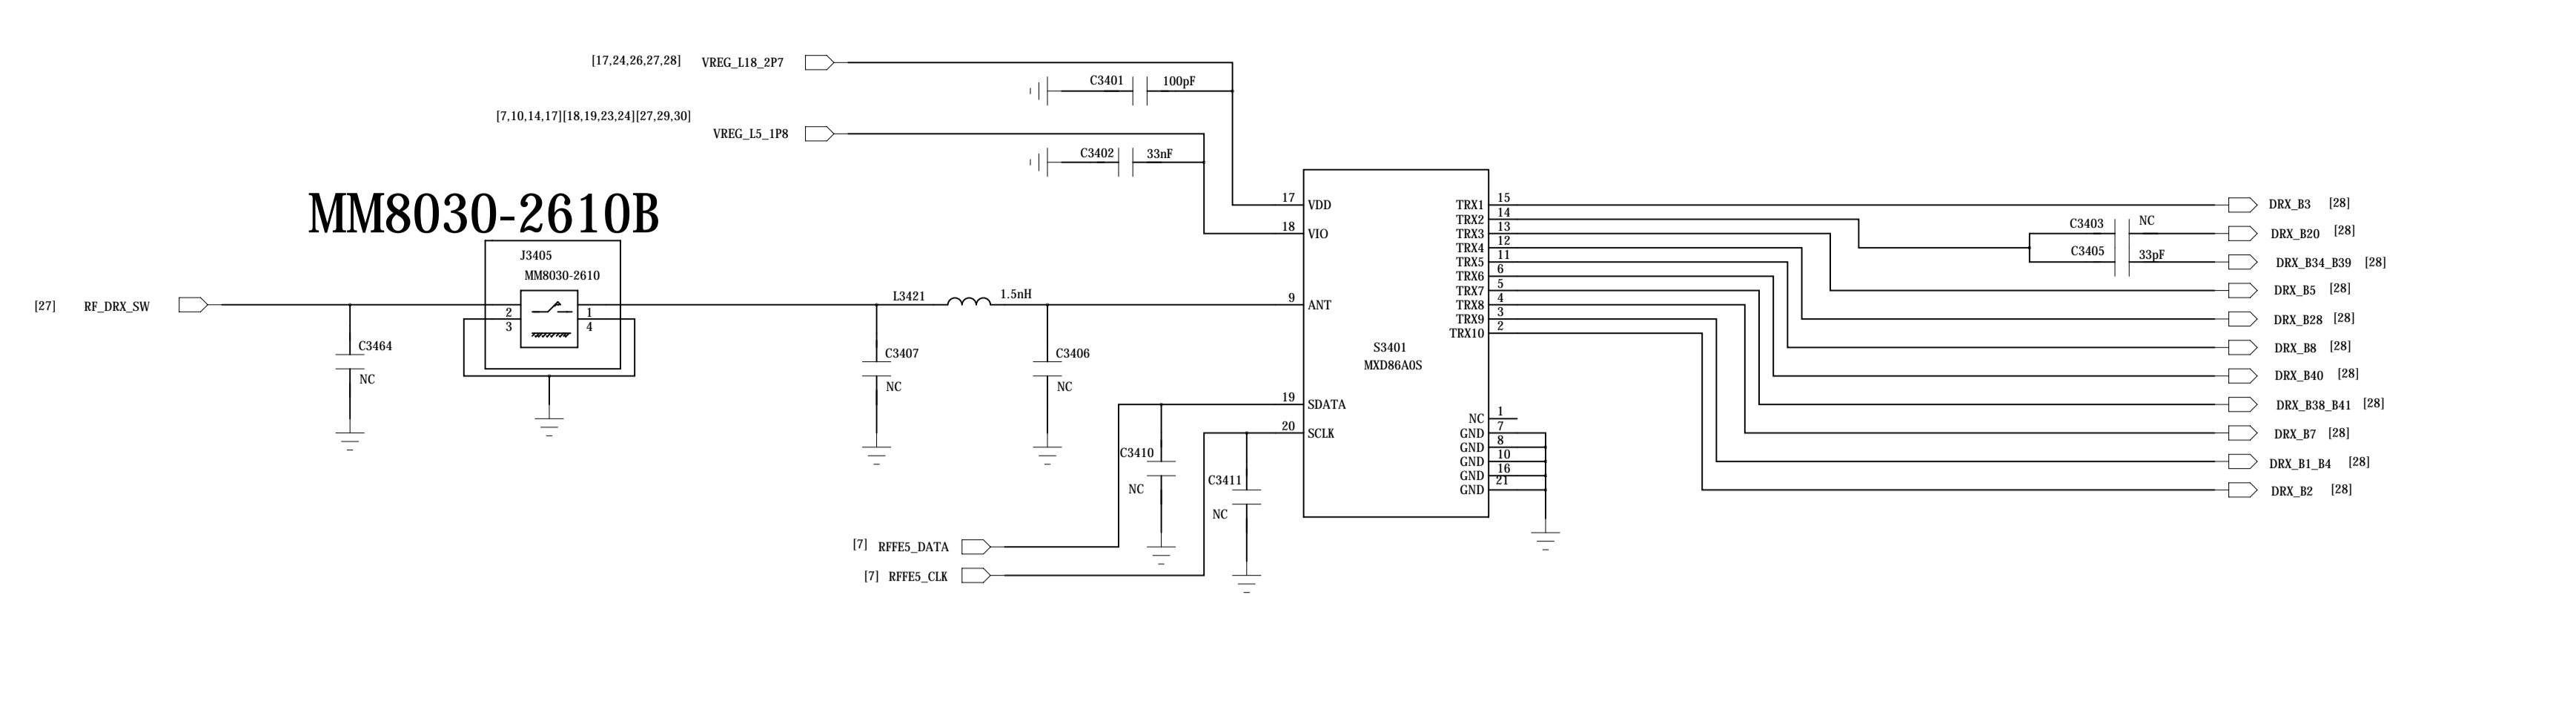 [17,24,26,27,28] VREG_L18_2P7
C3401 100pF
[7,10,14,17][18,19,23,24][27,29,30]
VREG_L5_1P8
C3402 33nF
MM8030-2610B
J3405
MM8030-2610
2 1
3 4
[27] RF_DRX_SW
C3464
NC
L3421 1.5nH
C3407
NC
C3406
NC
17 VDD
18 VIO
9 ANT
19 SDATA
20 SCLK
S3401
MXD86A0S
TRX1 15
TRX2 14
TRX3 13
TRX4 12
TRX5 11
TRX6 6
TRX7 5
TRX8 4
TRX9 3
TRX10 2
NC 1
GND 7
GND 8
GND 10
GND 16
GND 21
C3410
NC
C3411
NC
[7] RFFE5_DATA
[7] RFFE5_CLK
C3403 NC
C3405 33pF
DRX_B3 [28]
DRX_B20 [28]
DRX_B34_B39 [28]
DRX_B5 [28]
DRX_B28 [28]
DRX_B8 [28]
DRX_B40 [28]
DRX_B38_B41 [28]
DRX_B7 [28]
DRX_B1_B4 [28]
DRX_B2 [28]